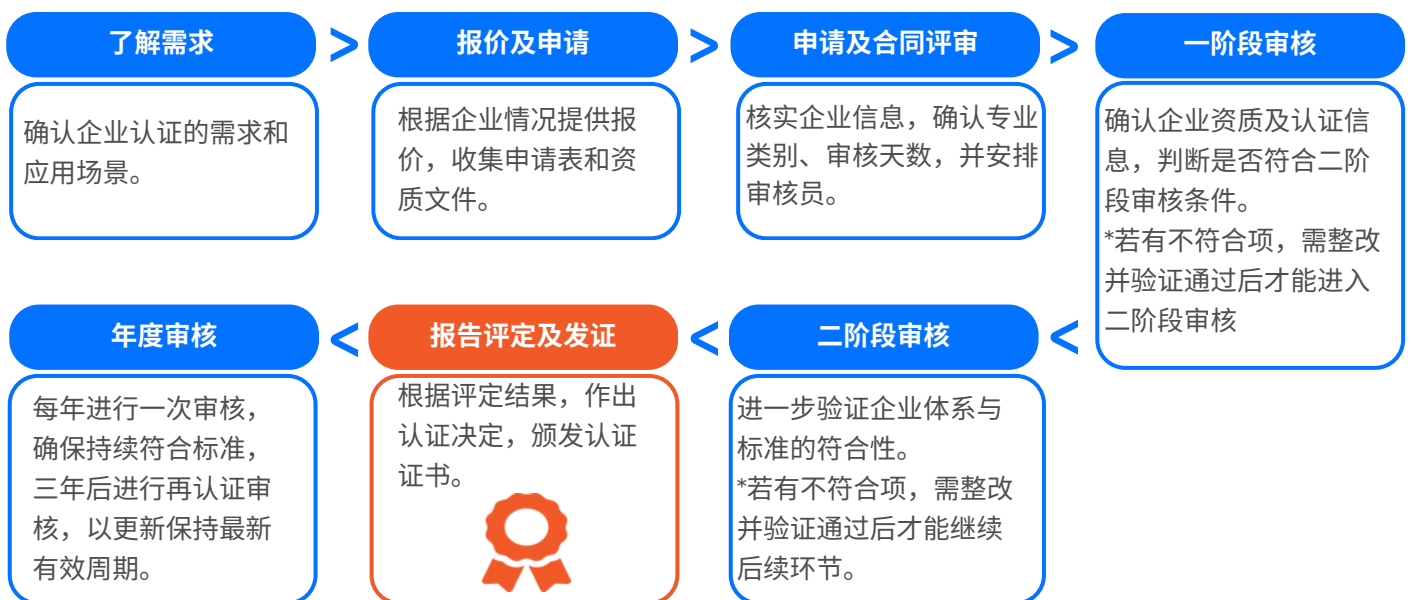 了解需求
>
报价及申请
>
申请及合同评审
>
一阶段审核
确认企业认证的需求和
应用场景。
根据企业情况提供报
价，收集申请表和资
质文件。
核实企业信息，确认专业
类别、审核天数，并安排
审核员。
确认企业资质及认证信
息，判断是否符合二阶
段审核条件。
*若有不符合项，需整改
并验证通过后才能进入
二阶段审核
<
二阶段审核
进一步验证企业体系与
标准的符合性。
*若有不符合项，需整改
并验证通过后才能继续
后续环节。
<
报告评定及发证
根据评定结果，作出
认证决定，颁发认证
证书。
<
年度审核
每年进行一次审核，
确保持续符合标准，
三年后进行再认证审
核，以更新保持最新
有效周期。